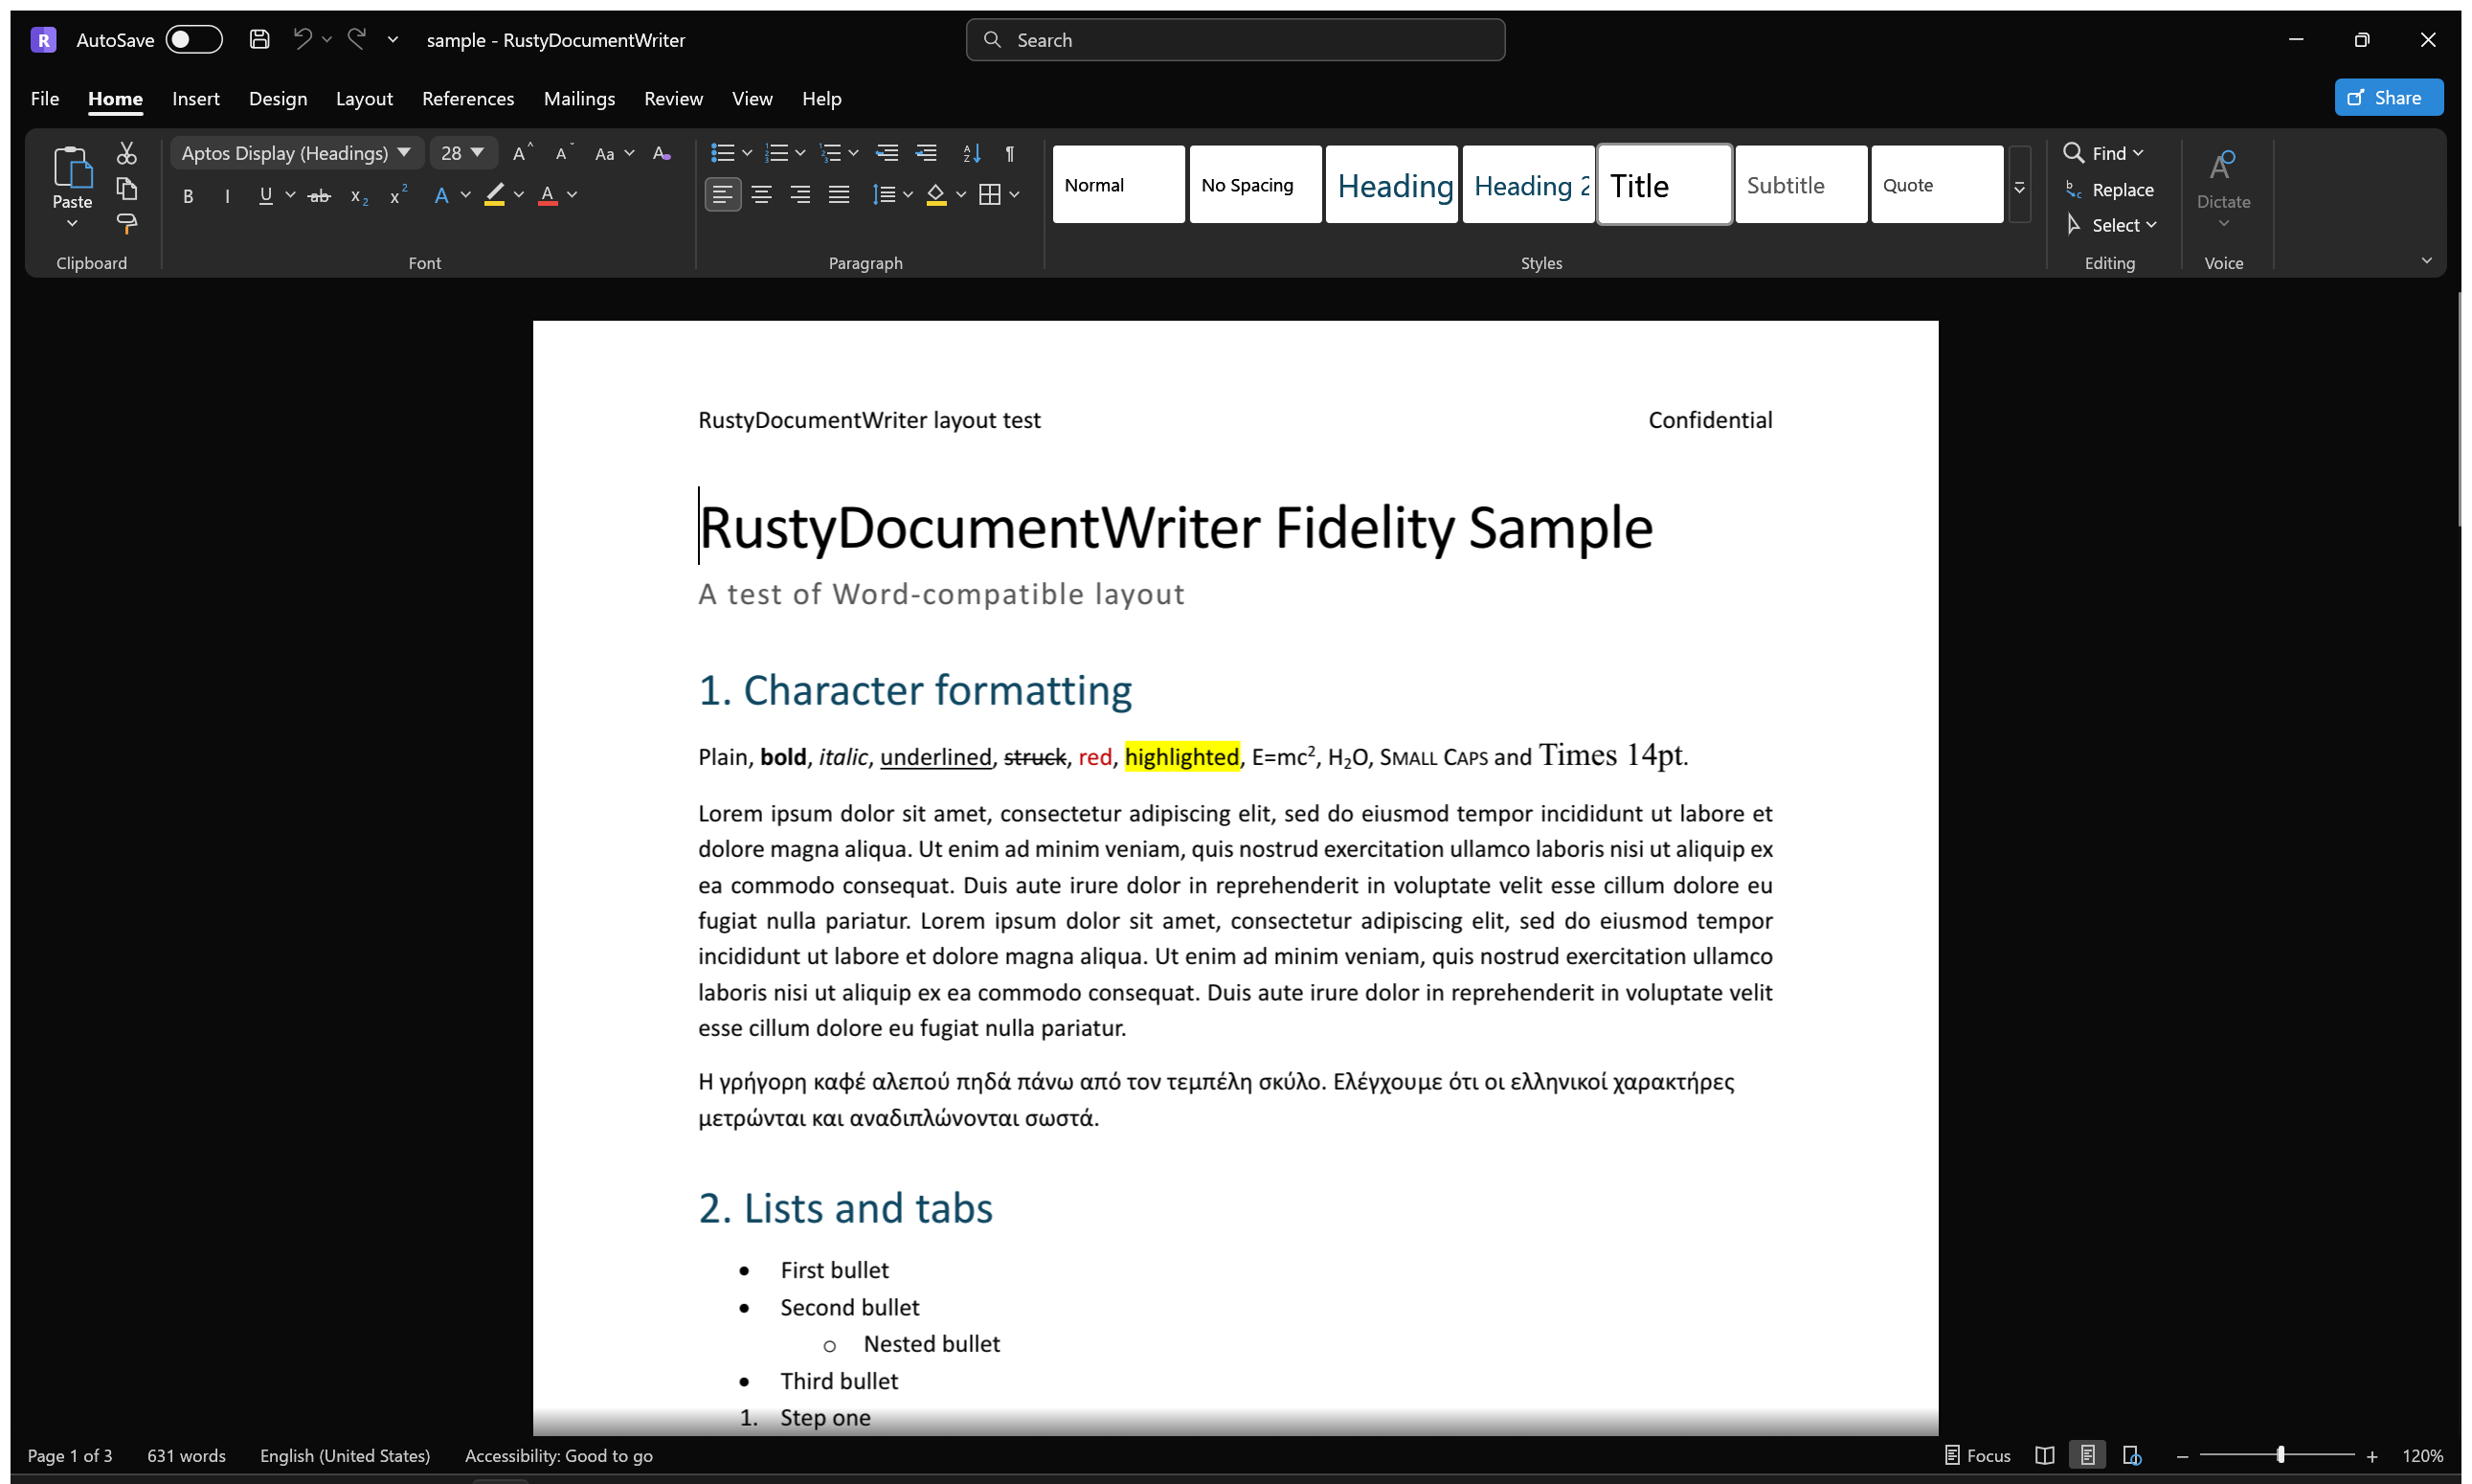 R AutoSave sample - RustyDocumentWriter Search
File Home Insert Design Layout References Mailings Review View Help Share
Paste
Clipboard
Aptos Display (Headings) 28 A A Aa A
B I U ab x2 x2 A A
Font
Paragraph
Normal No Spacing Heading Heading 2 Title Subtitle Quote
Styles
Find
Replace
Select
Editing
Dictate
Voice
RustyDocumentWriter layout test Confidential
RustyDocumentWriter Fidelity Sample
A test of Word-compatible layout
1. Character formatting
Plain, bold, italic, underlined, struck, red, highlighted, E=mc², H₂O, SMALL CAPS and Times 14pt.
Lorem ipsum dolor sit amet, consectetur adipiscing elit, sed do eiusmod tempor incididunt ut labore et
dolore magna aliqua. Ut enim ad minim veniam, quis nostrud exercitation ullamco laboris nisi ut aliquip ex
ea commodo consequat. Duis aute irure dolor in reprehenderit in voluptate velit esse cillum dolore eu
fugiat nulla pariatur. Lorem ipsum dolor sit amet, consectetur adipiscing elit, sed do eiusmod tempor
incididunt ut labore et dolore magna aliqua. Ut enim ad minim veniam, quis nostrud exercitation ullamco
laboris nisi ut aliquip ex ea commodo consequat. Duis aute irure dolor in reprehenderit in voluptate velit
esse cillum dolore eu fugiat nulla pariatur.
Η γρήγορη καφέ αλεπού πηδά πάνω από τον τεμπέλη σκύλο. Ελέγχουμε ότι οι ελληνικοί χαρακτήρες
μετρώνται και αναδιπλώνονται σωστά.
2. Lists and tabs
• First bullet
• Second bullet
○ Nested bullet
• Third bullet
1. Step one
Page 1 of 3 631 words English (United States) Accessibility: Good to go Focus 120%